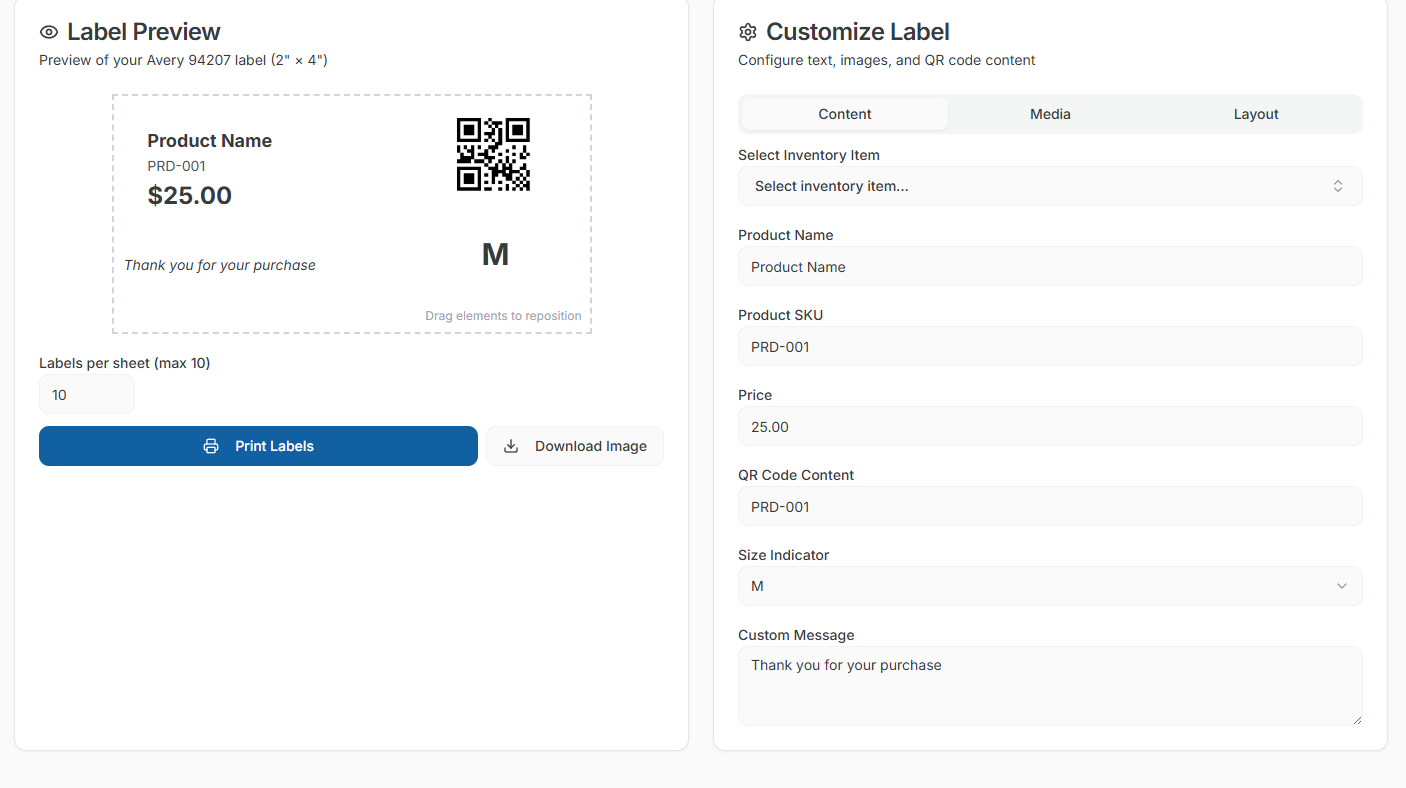 Label Preview
Preview of your Avery 94207 label (2" × 4")
Product Name
PRD-001
$25.00
M
Thank you for your purchase
Drag elements to reposition
Labels per sheet (max 10)
10
Print Labels
Download Image
Customize Label
Configure text, images, and QR code content
Content
Media
Layout
Select Inventory Item
Select inventory item...
Product Name
Product Name
Product SKU
PRD-001
Price
25.00
QR Code Content
PRD-001
Size Indicator
M
Custom Message
Thank you for your purchase